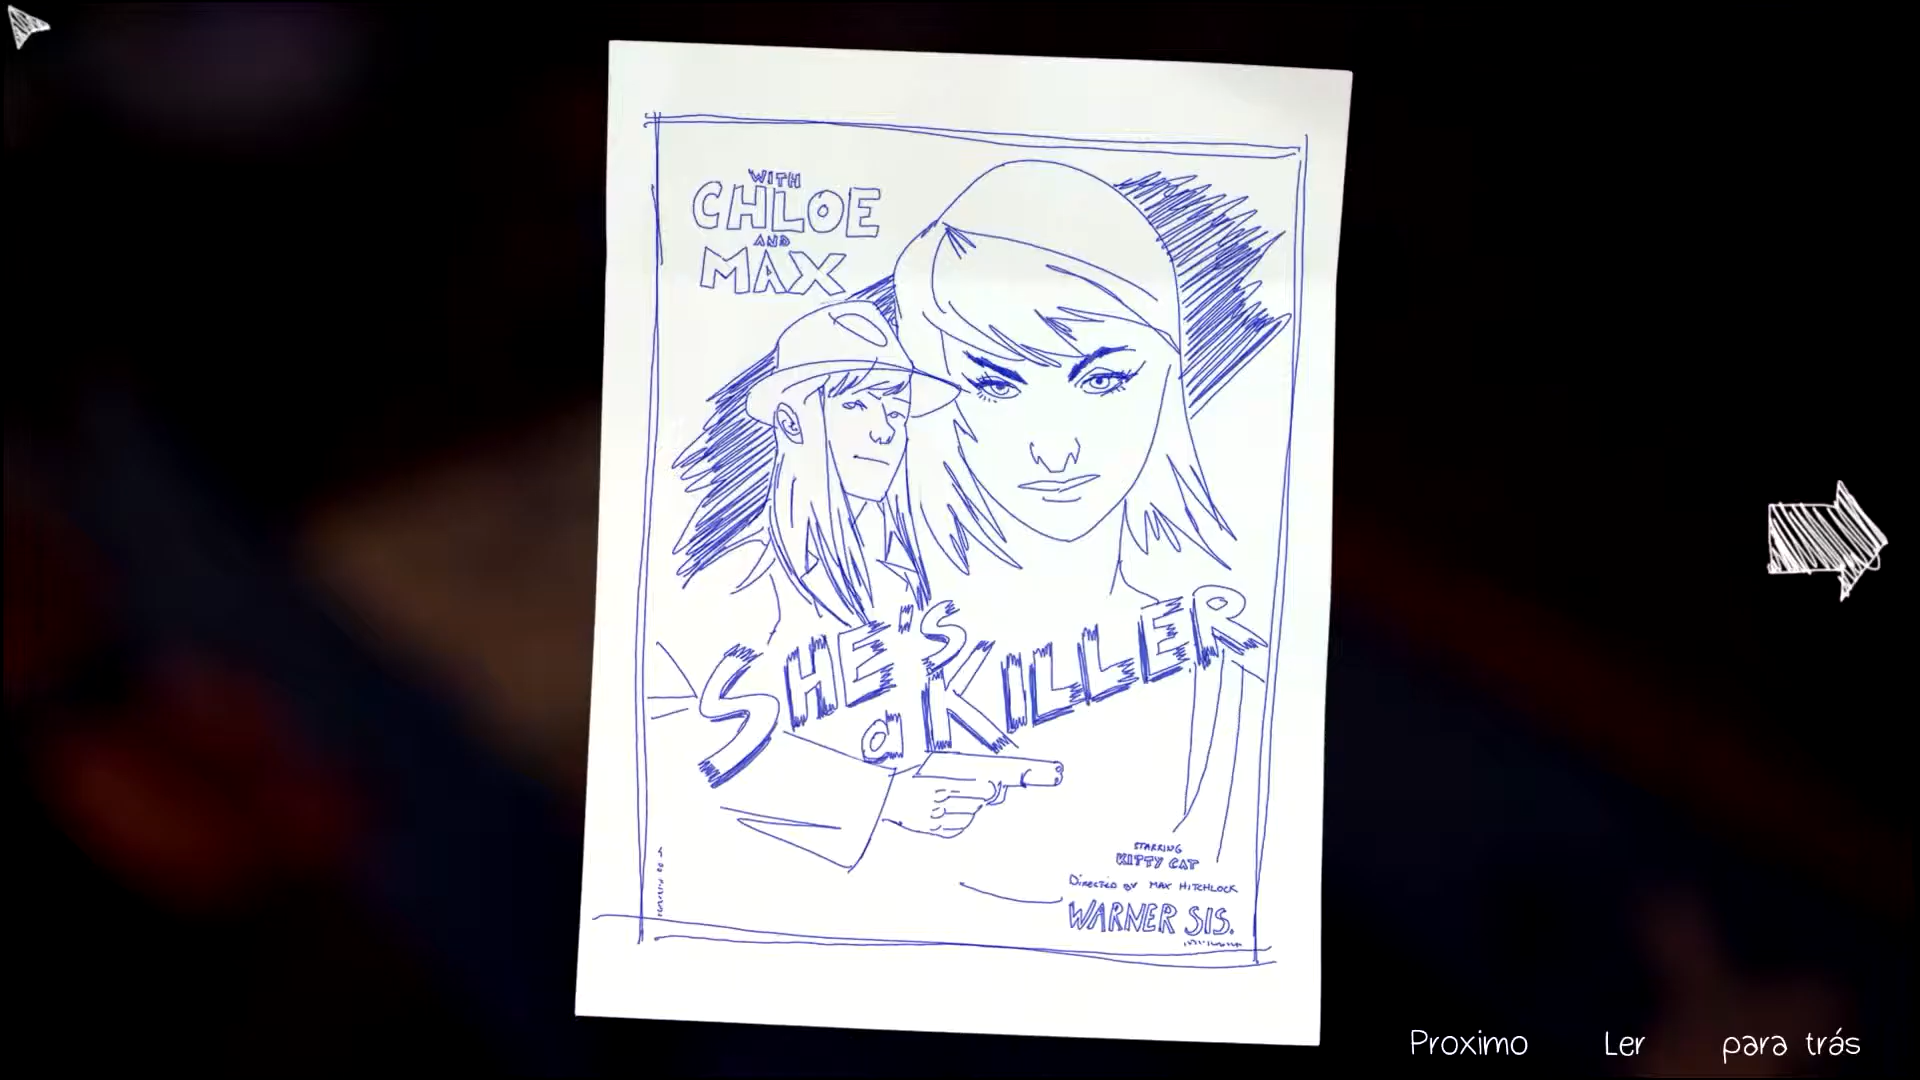 WITH
CHLOE
AND
MAX
SHE'S
a KILLER
STARRING
KITTY CAT
DIRECTED BY MAX HITCHLOCK
WARNER SIS.
Proximo Ler para trás